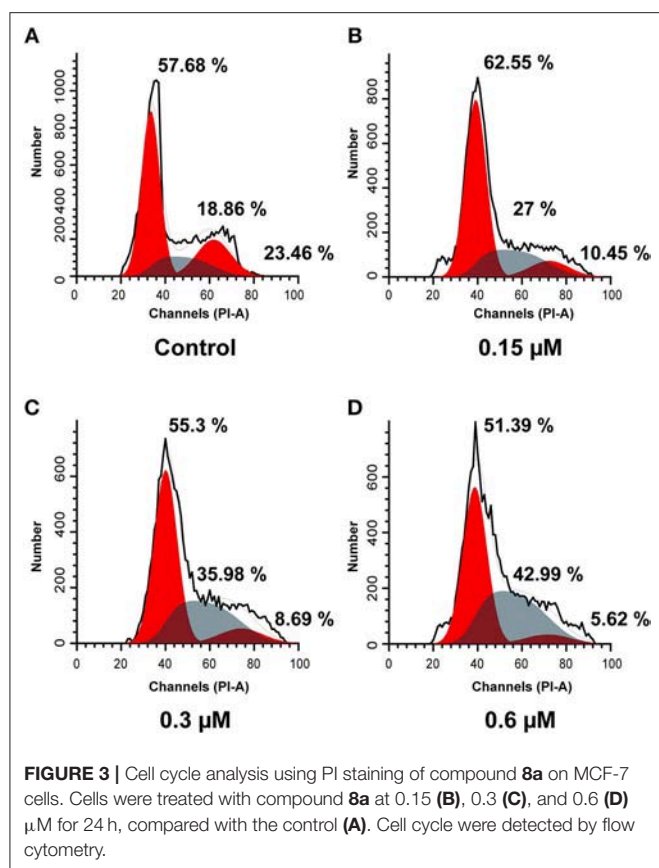 A
57.68 %
18.86 %
23.46 %
Number
1000
800
600
400
200
0
0 20 40 60 80 100
Channels (PI-A)
Control
B
62.55 %
27 %
10.45 %
Number
800
600
400
200
0
0 20 40 60 80 100
Channels (PI-A)
0.15 µM
C
55.3 %
35.98 %
8.69 %
Number
600
400
200
0
0 20 40 60 80 100
Channels (PI-A)
0.3 µM
D
51.39 %
42.99 %
5.62 %
Number
600
400
200
0
0 20 40 60 80 100
Channels (PI-A)
0.6 µM
FIGURE 3 | Cell cycle analysis using PI staining of compound 8a on MCF-7
cells. Cells were treated with compound 8a at 0.15 (B), 0.3 (C), and 0.6 (D)
µM for 24 h, compared with the control (A). Cell cycle were detected by flow
cytometry.